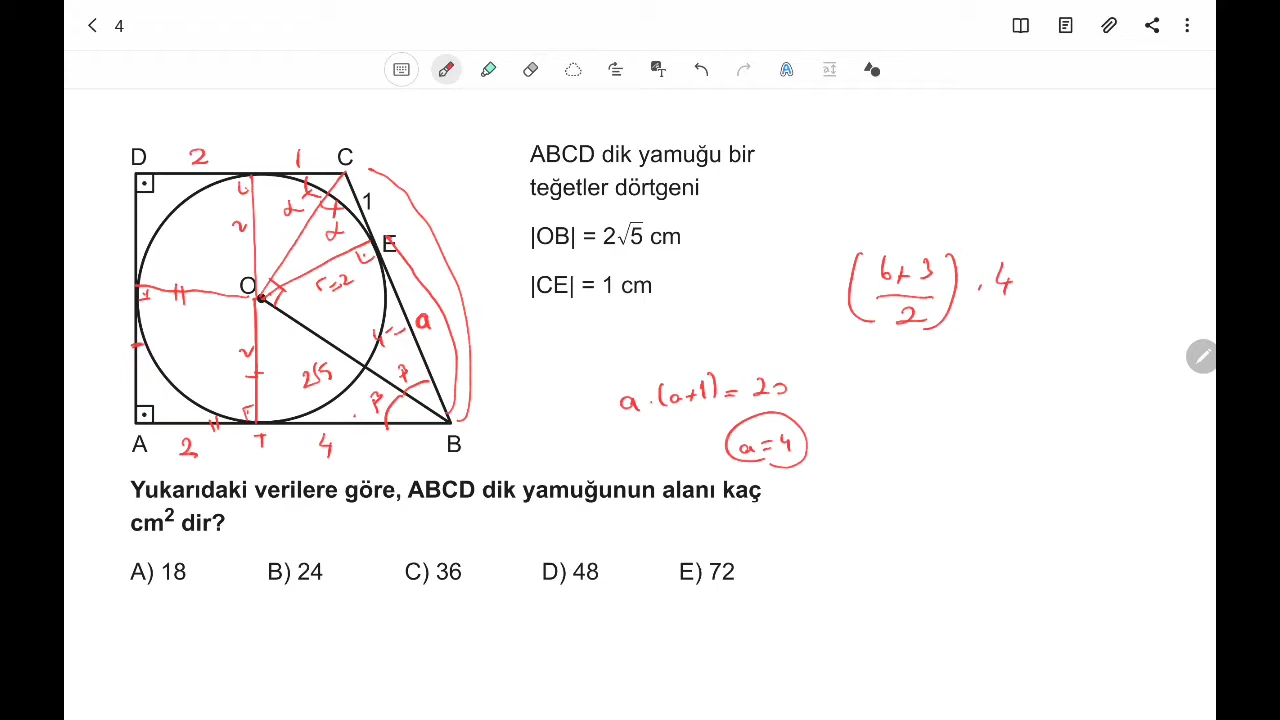 4
D 2 1 C
ABCD dik yamuğu bir
teğetler dörtgeni
1
α
α
2
E
|OB| = 2√5 cm
O
r=2
|CE| = 1 cm
(6+3/2) . 4
a
4
2
2√5
β
β
a.(a+1) = 20
a=4
A 2 T 4 B
Yukarıdaki verilere göre, ABCD dik yamuğunun alanı kaç
cm² dir?
A) 18 B) 24 C) 36 D) 48 E) 72